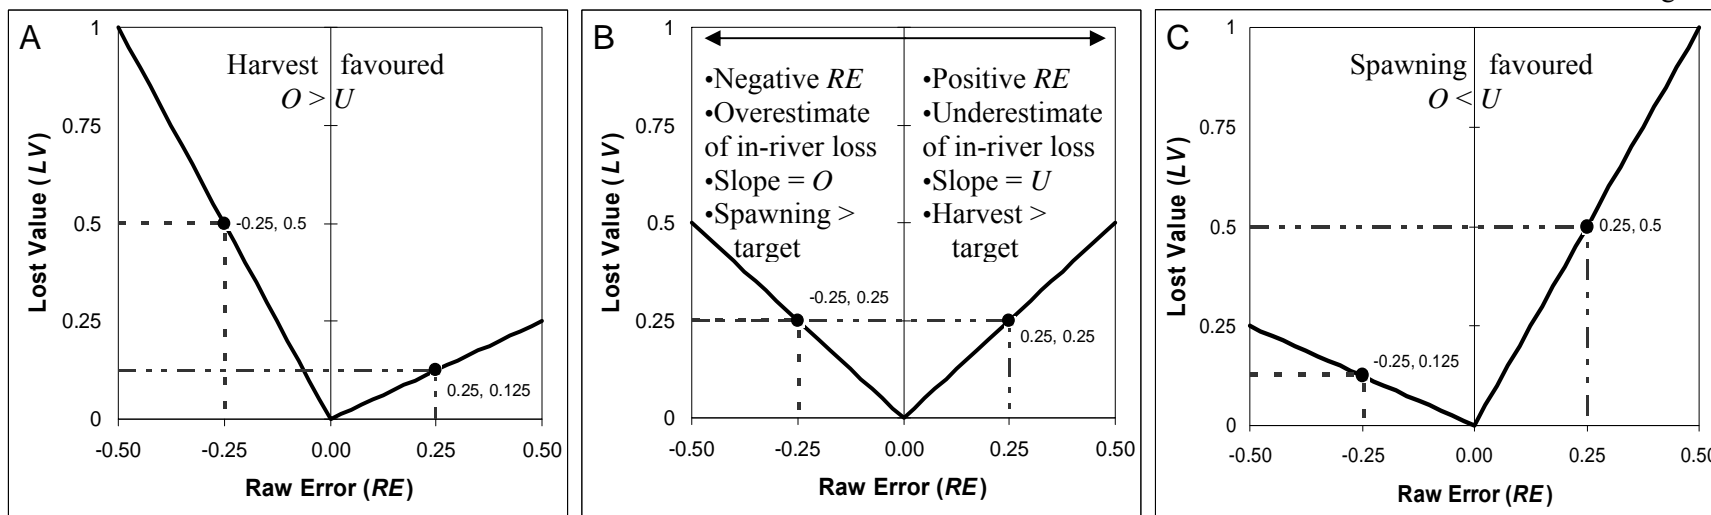 A
Harvest favoured
O > U
1
0.75
0.5
0.25
0
-0.25, 0.5
0.25, 0.125
-0.50
-0.25
0.00
0.25
0.50
Lost Value (LV)
Raw Error (RE)
B
•Negative RE
•Overestimate
of in-river loss
•Slope = O
•Spawning >
target
•Positive RE
•Underestimate
of in-river loss
•Slope = U
•Harvest >
target
1
0.75
0.5
0.25
0
-0.25, 0.25
0.25, 0.25
-0.50
-0.25
0.00
0.25
0.50
Lost Value (LV)
Raw Error (RE)
C
Spawning favoured
O < U
1
0.75
0.5
0.25
0
-0.25, 0.125
0.25, 0.5
-0.50
-0.25
0.00
0.25
0.50
Lost Value (LV)
Raw Error (RE)